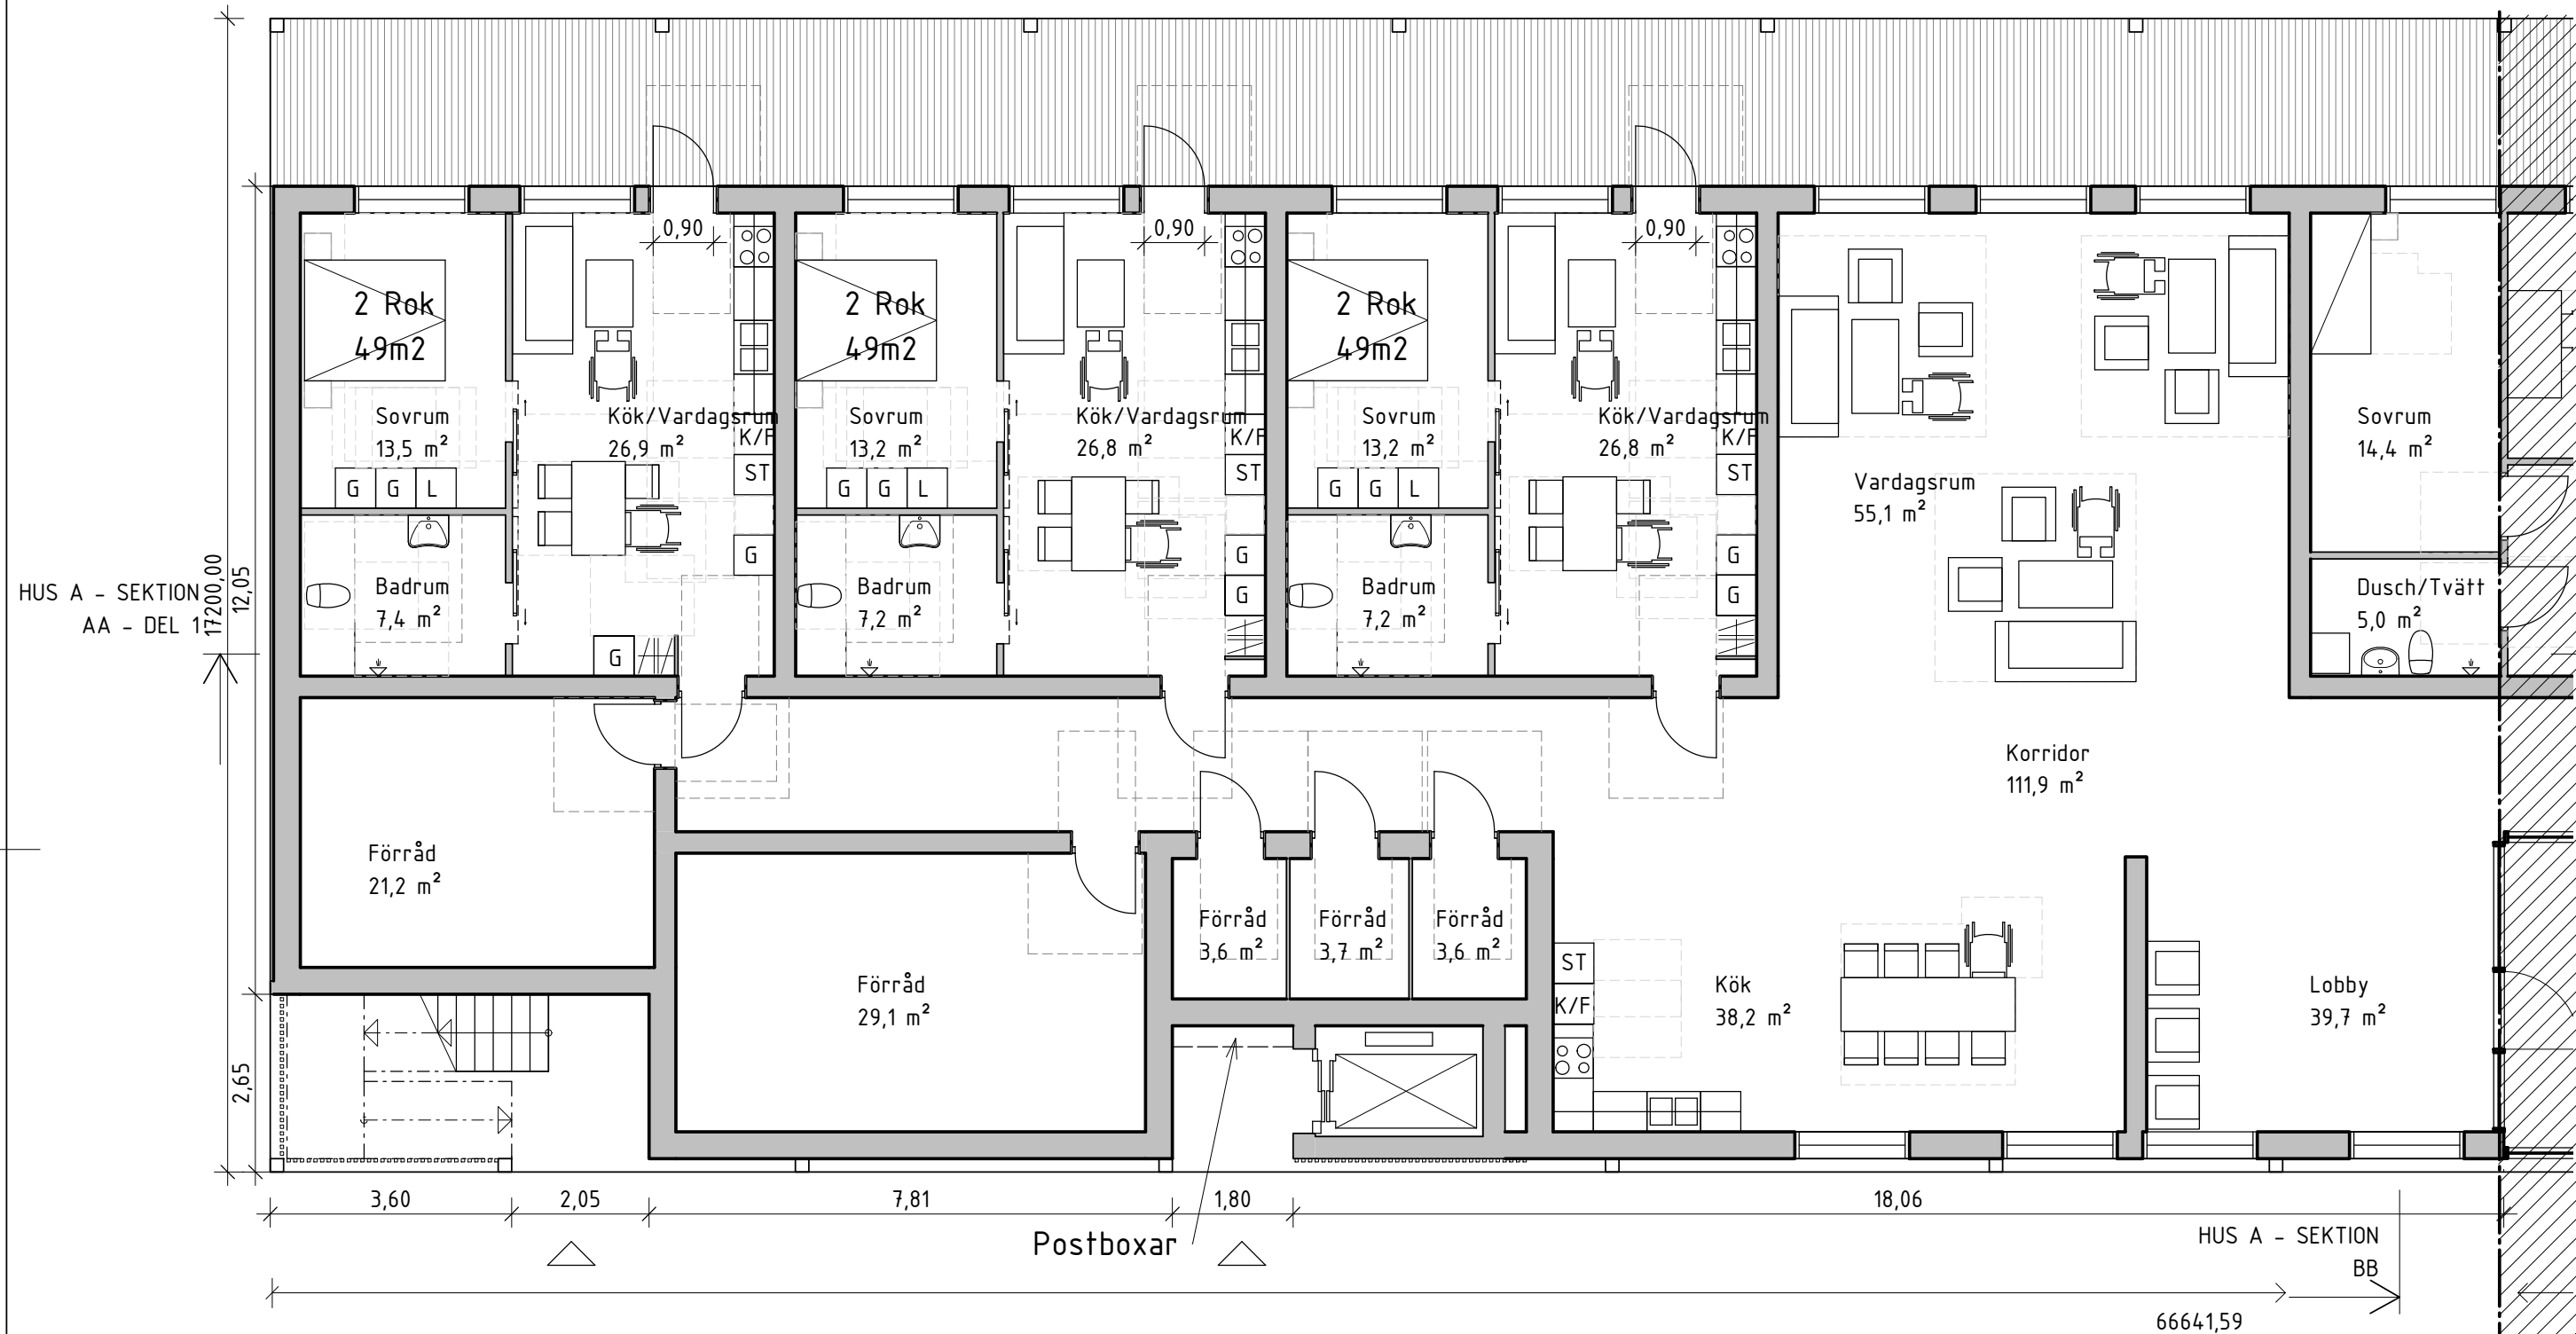 0,90
0,90
0,90
2 Rok
49m2
2 Rok
49m2
2 Rok
49m2
Sovrum
13,5 m²
Kök/Vardagsrum
26,9 m²
K/F
ST
G G L
G
G
Sovrum
13,2 m²
Kök/Vardagsrum
26,8 m²
K/F
ST
G G L
G
G
Sovrum
13,2 m²
Kök/Vardagsrum
26,8 m²
K/F
ST
G G L
G
G
Vardagsrum
55,1 m²
Sovrum
14,4 m²
Badrum
7,4 m²
Badrum
7,2 m²
Badrum
7,2 m²
Dusch/Tvätt
5,0 m²
HUS A - SEKTION
AA - DEL 1
17200,00
12,05
2,65
Korridor
111,9 m²
Förråd
21,2 m²
Förråd
29,1 m²
Förråd
3,6 m²
Förråd
3,7 m²
Förråd
3,6 m²
ST
K/F
Kök
38,2 m²
Lobby
39,7 m²
3,60
2,05
7,81
1,80
18,06
Postboxar
HUS A - SEKTION
BB
66641,59